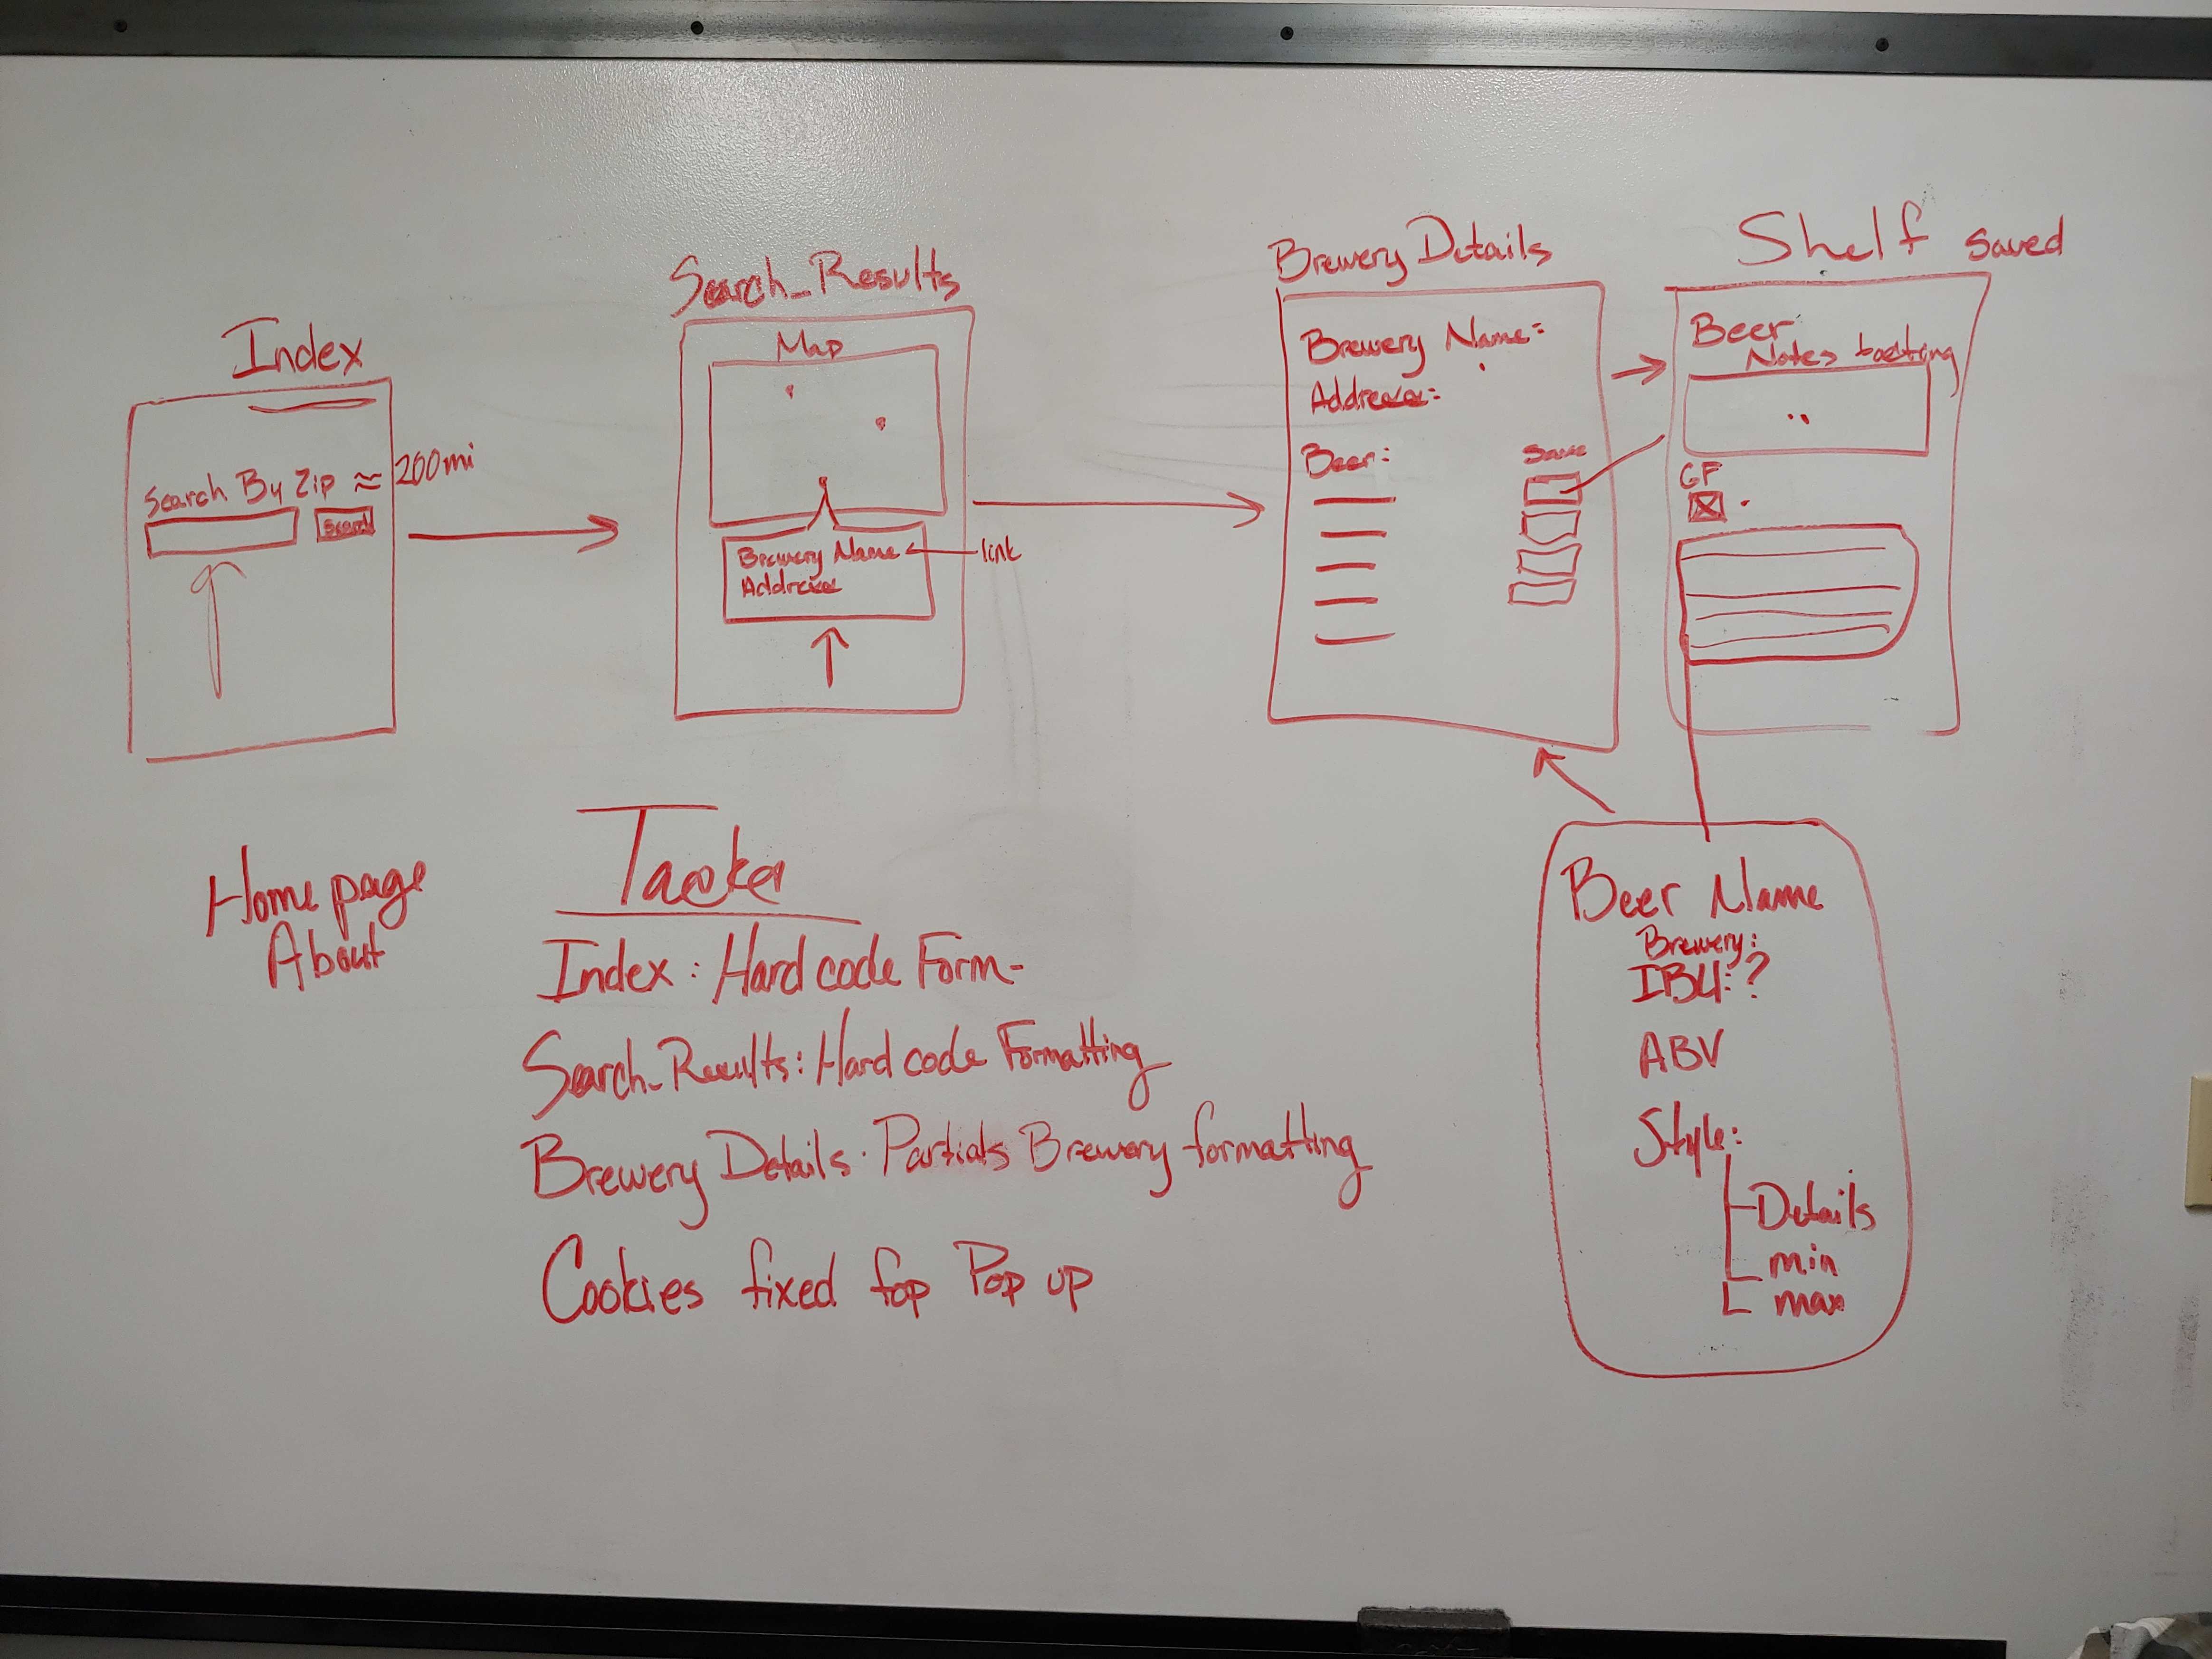 Index
Search By Zip ≈ 200mi
Search
Home page
About
Search_Results
Map
Brewery Name
link
Address
Brewery Details
Brewery Name:
Address:
Beer:
Save
Shelf saved
Beer
Notes
GF
Beer Name
Brewery:
IBU: ?
ABV
Style:
Details
min
max
Tasks
Index: Hard code Form-
Search_Results: Hard code Formatting
Brewery Details. Partials Brewery formatting
Cookies fixed for Pop up